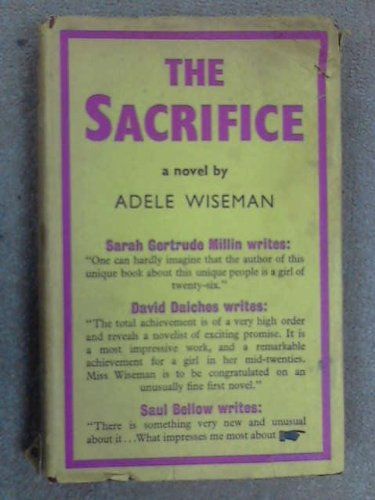 THE
SACRIFICE
a novel by
ADELE WISEMAN
Sarah Gertrude Millin writes:
"One can hardly imagine that the author of this
unique book about this unique people is a girl of
twenty-six."
David Daiches writes:
"The total achievement is of a very high order
and reveals a novelist of exciting promise. It is
a most impressive work, and a remarkable
achievement for a girl in her mid-twenties.
Miss Wiseman is to be congratulated on an
unusually fine first novel."
Saul Bellow writes:
"There is something very new and unusual
about it...What impresses me most about